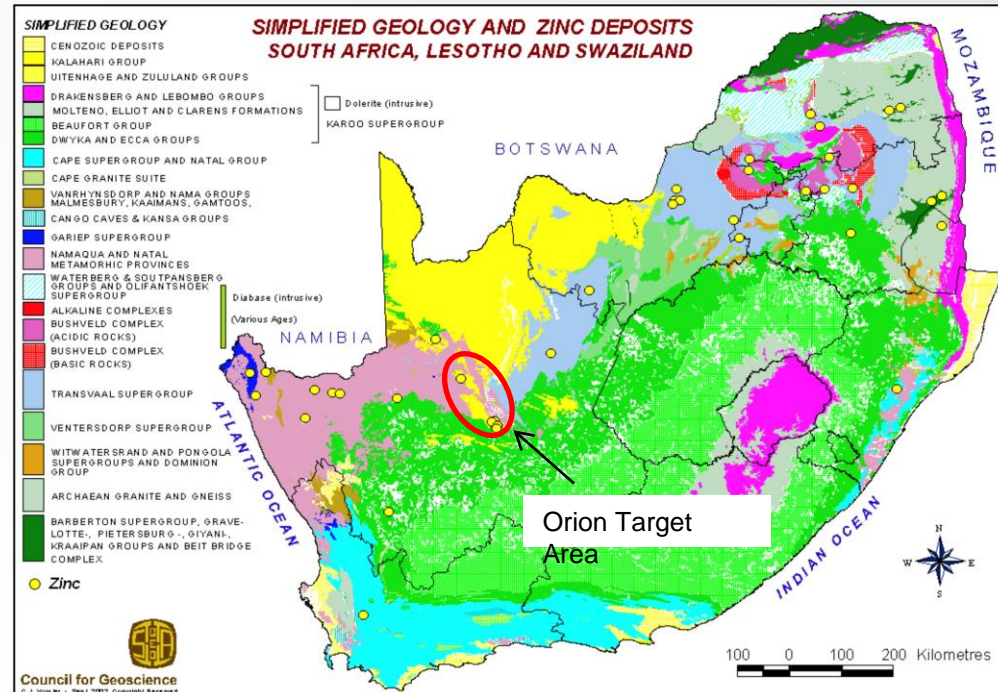 SIMPLIFIED GEOLOGY AND ZINC DEPOSITS
SOUTH AFRICA, LESOTHO AND SWAZILAND
SIMPLIFIED GEOLOGY
CENOZOIC DEPOSITS
KALAHARI GROUP
UITENHAGE AND ZULULAND GROUPS
DRAKENSBERG AND LEBOMBO GROUPS
MOLTENO, ELLIOT AND CLARENS FORMATIONS
BEAUFORT GROUP
DWYKA AND ECCA GROUPS
Dolerite (intrusive)
KAROO SUPERGROUP
CAPE SUPERGROUP AND NATAL GROUP
CAPE GRANITE SUITE
VANRHYNSDORP AND NAMA GROUPS
MALMESBURY, KAAIMANS, GAMTOOS,
CANGO CAVES & KANSA GROUPS
GARIEP SUPERGROUP
NAMAQUA AND NATAL
METAMORHIC PROVINCES
WATERBERG & SOUTPANSBERG
GROUPS AND OLIFANTSHOEK
SUPERGROUP
ALKALINE COMPLEXES
BUSHVELD COMPLEX
(ACIDIC ROCKS)
BUSHVELD COMPLEX
(BASIC ROCKS)
TRANSVAAL SUPERGROUP
VENTERSDORP SUPERGROUP
WITWATERSRAND AND PONGOLA
SUPERGROUPS AND DOMINION
GROUP
ARCHAEAN GRANITE AND GNEISS
BARBERTON SUPERGROUP, GRAVE-
LOTTE-, PIETERSBURG-, GIYANI-,
KRAAIPAN GROUPS AND BEIT BRIDGE
COMPLEX
Zinc
Diabase (intrusive)
(Various Ages)
BOTSWANA
MOZAMBIQUE
NAMIBIA
ATLANTIC OCEAN
INDIAN OCEAN
Orion Target
Area
N
W
E
S
100 0 100 200 Kilometres
Council for Geoscience